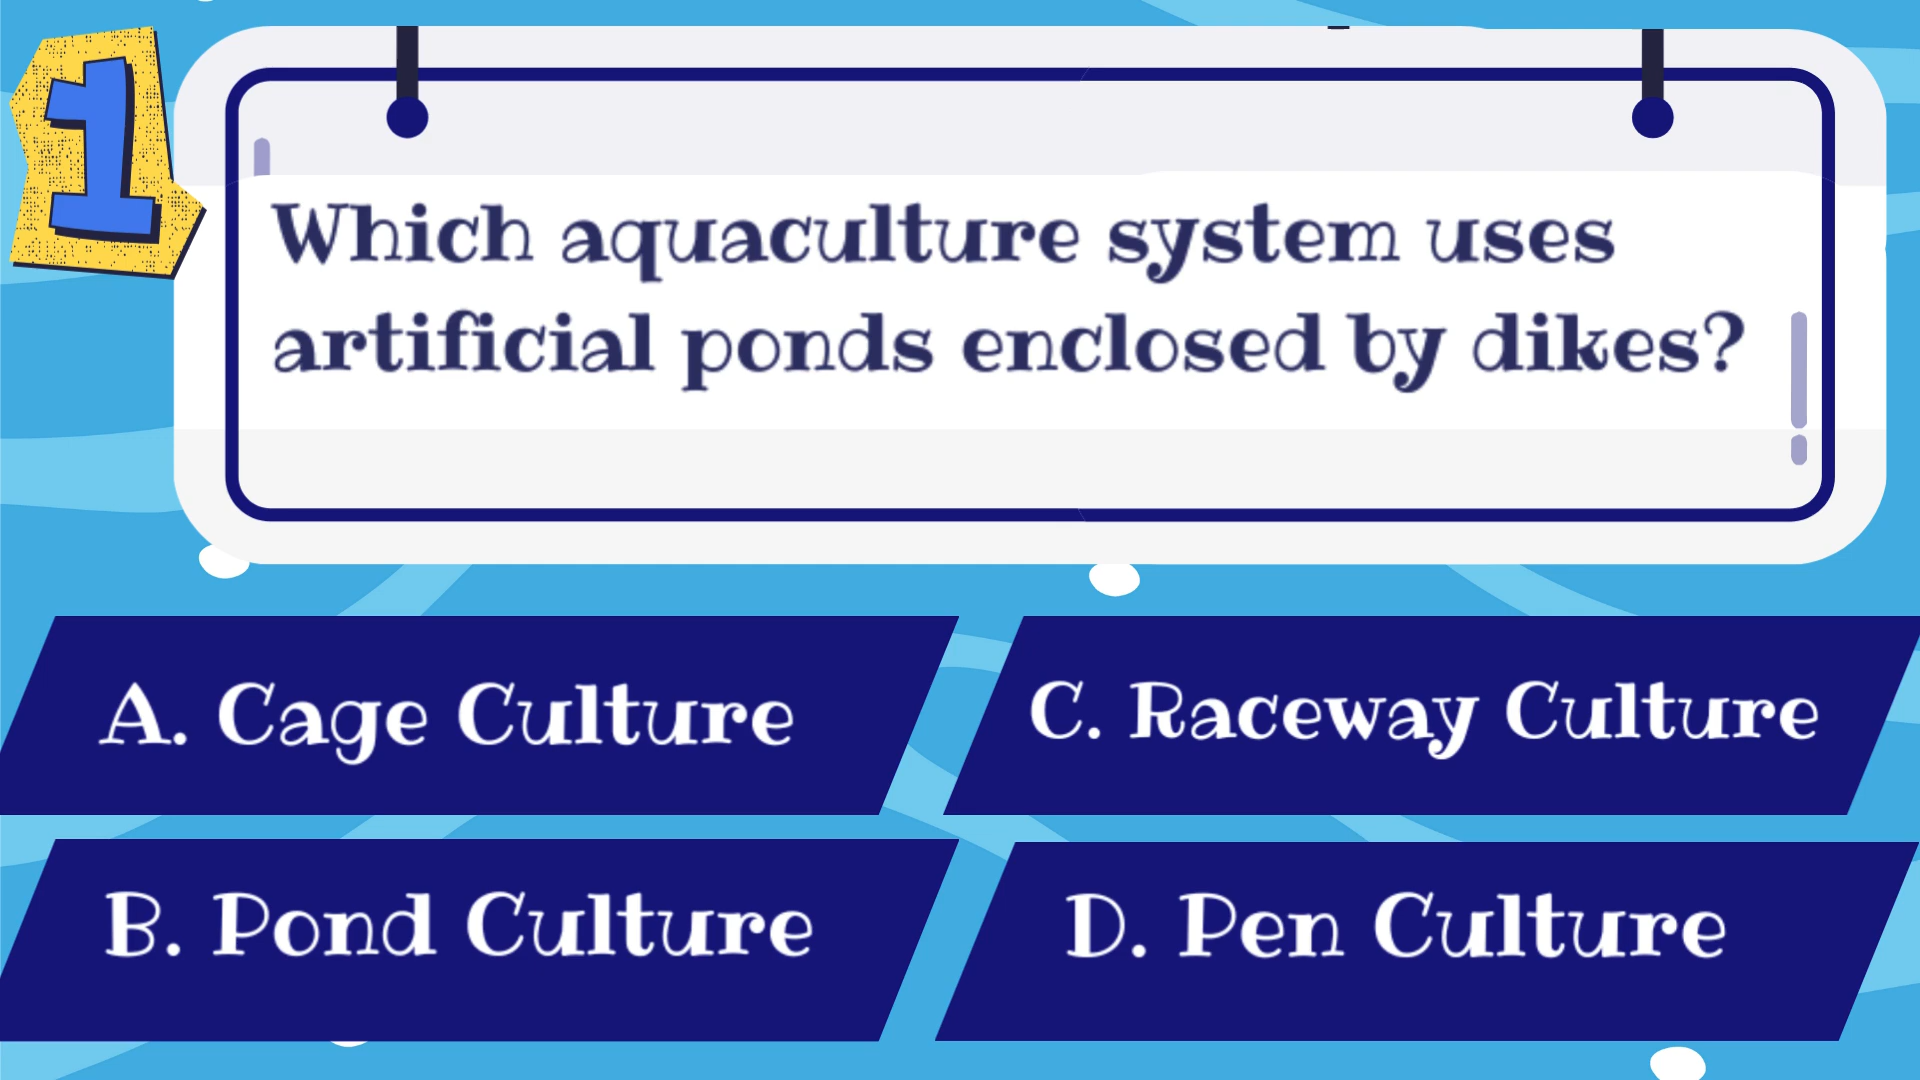 1
Which aquaculture system uses
artificial ponds enclosed by dikes?
A. Cage Culture
B. Pond Culture
C. Raceway Culture
D. Pen Culture